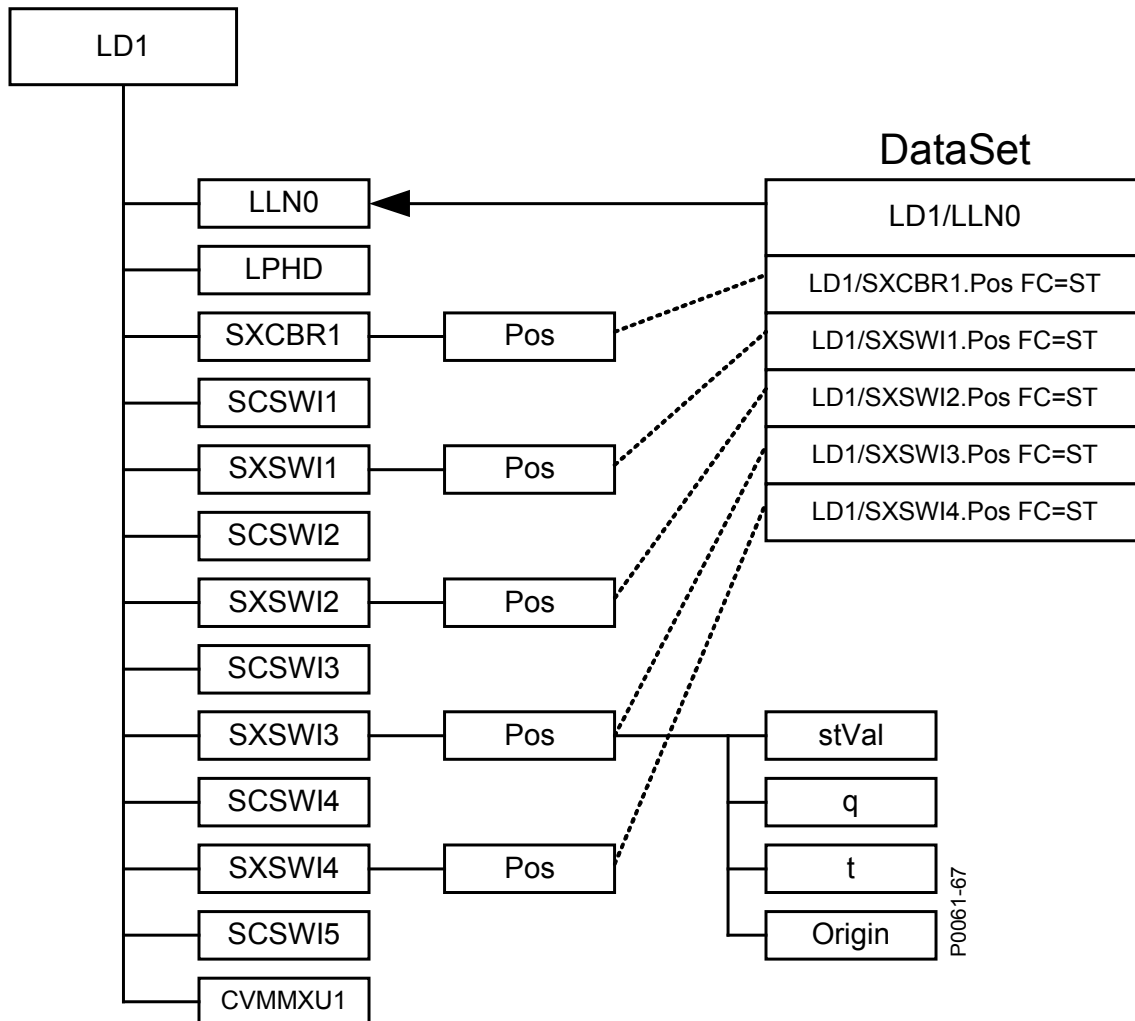 LD1
DataSet
LLN0
LD1/LLN0
LPHD
LD1/SXCBR1.Pos FC=ST
SXCBR1
Pos
LD1/SXSWI1.Pos FC=ST
SCSWI1
LD1/SXSWI2.Pos FC=ST
SXSWI1
Pos
LD1/SXSWI3.Pos FC=ST
SCSWI2
LD1/SXSWI4.Pos FC=ST
SXSWI2
Pos
SCSWI3
SXSWI3
Pos
stVal
SCSWI4
q
SXSWI4
Pos
t
SCSWI5
Origin
CVMMXU1
P0061-67